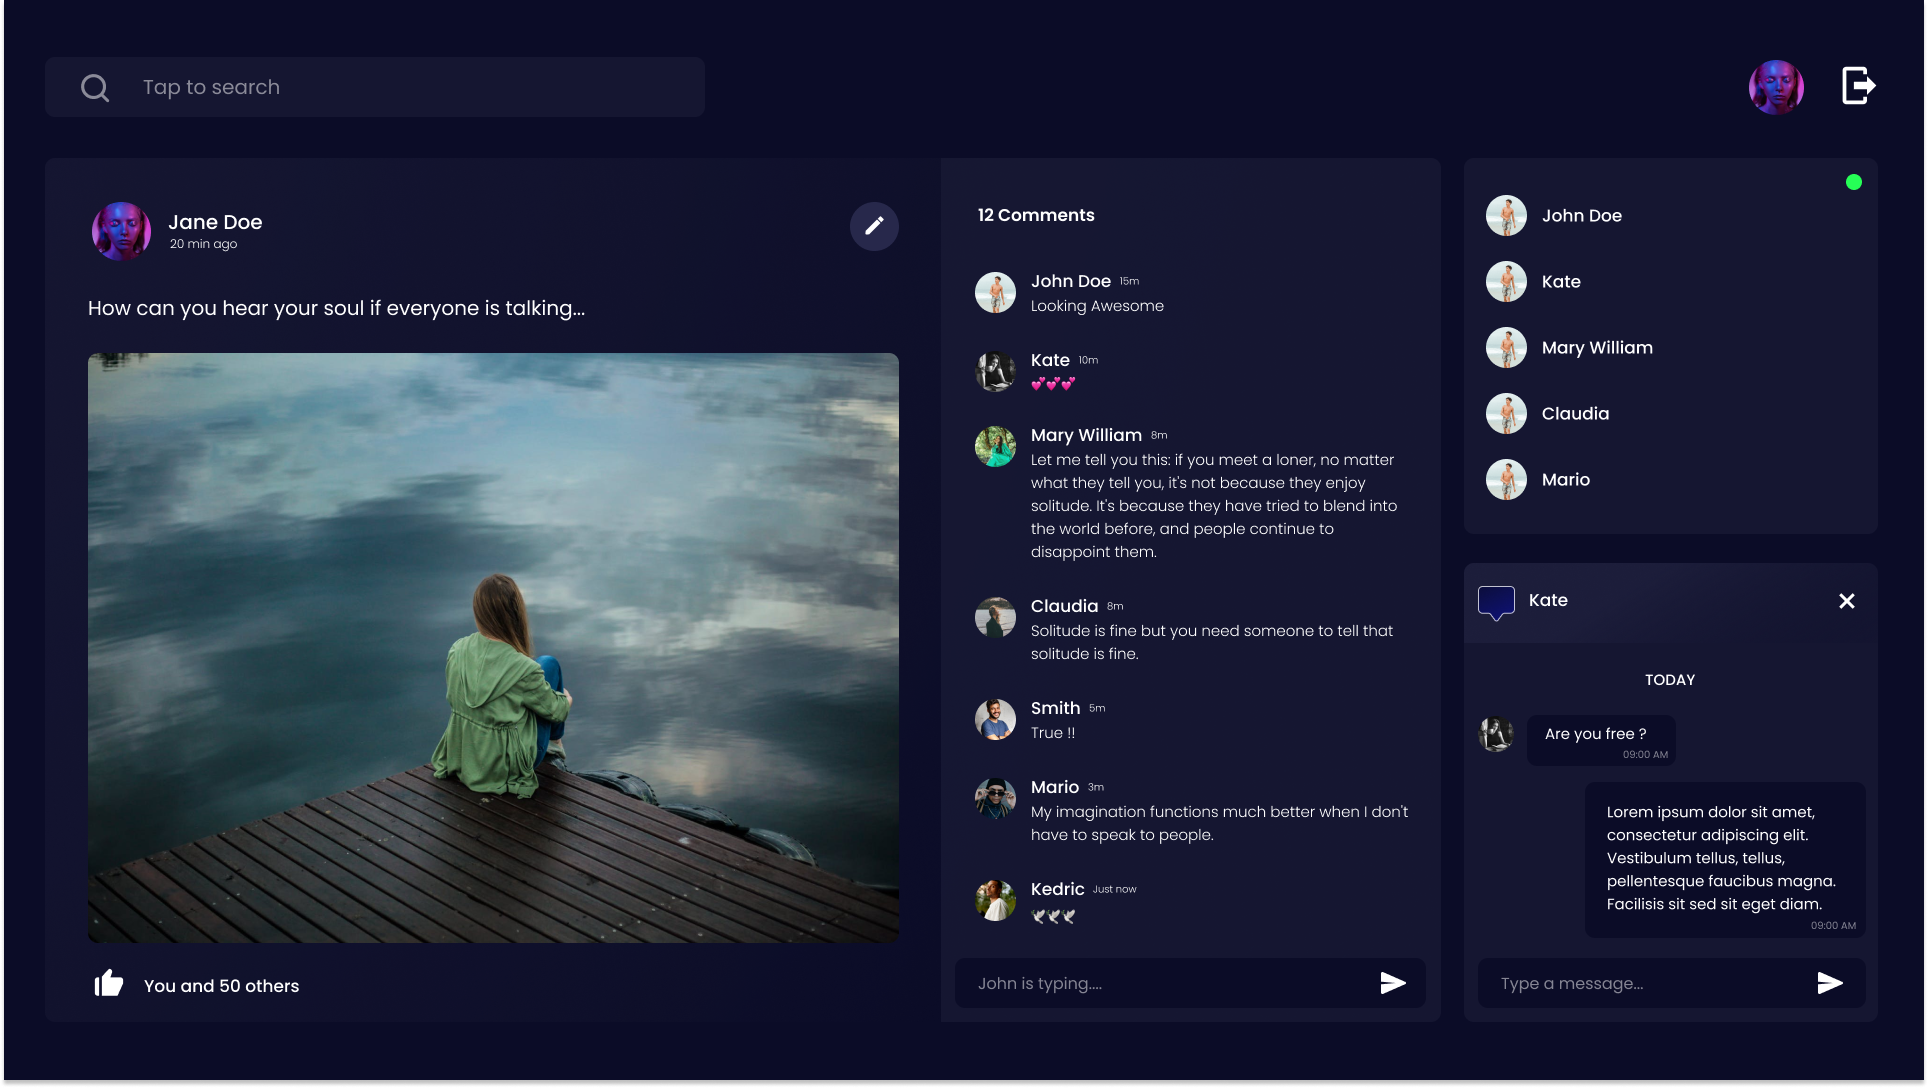 Tap to search
Jane Doe
20 min ago
How can you hear your soul if everyone is talking...
You and 50 others
12 Comments
John Doe 15m
Looking Awesome
Kate 10m
💕💕💕
Mary William 8m
Let me tell you this: if you meet a loner, no matter
what they tell you, it's not because they enjoy
solitude. It's because they have tried to blend into
the world before, and people continue to
disappoint them.
Claudia 8m
Solitude is fine but you need someone to tell that
solitude is fine.
Smith 5m
True !!
Mario 3m
My imagination functions much better when I don't
have to speak to people.
Kedric Just now
🕊🕊🕊
John is typing....
John Doe
Kate
Mary William
Claudia
Mario
Kate
TODAY
Are you free ?
09:00 AM
Lorem ipsum dolor sit amet,
consectetur adipiscing elit.
Vestibulum tellus, tellus,
pellentesque faucibus magna.
Facilisis sit sed sit eget diam.
09:00 AM
Type a message...